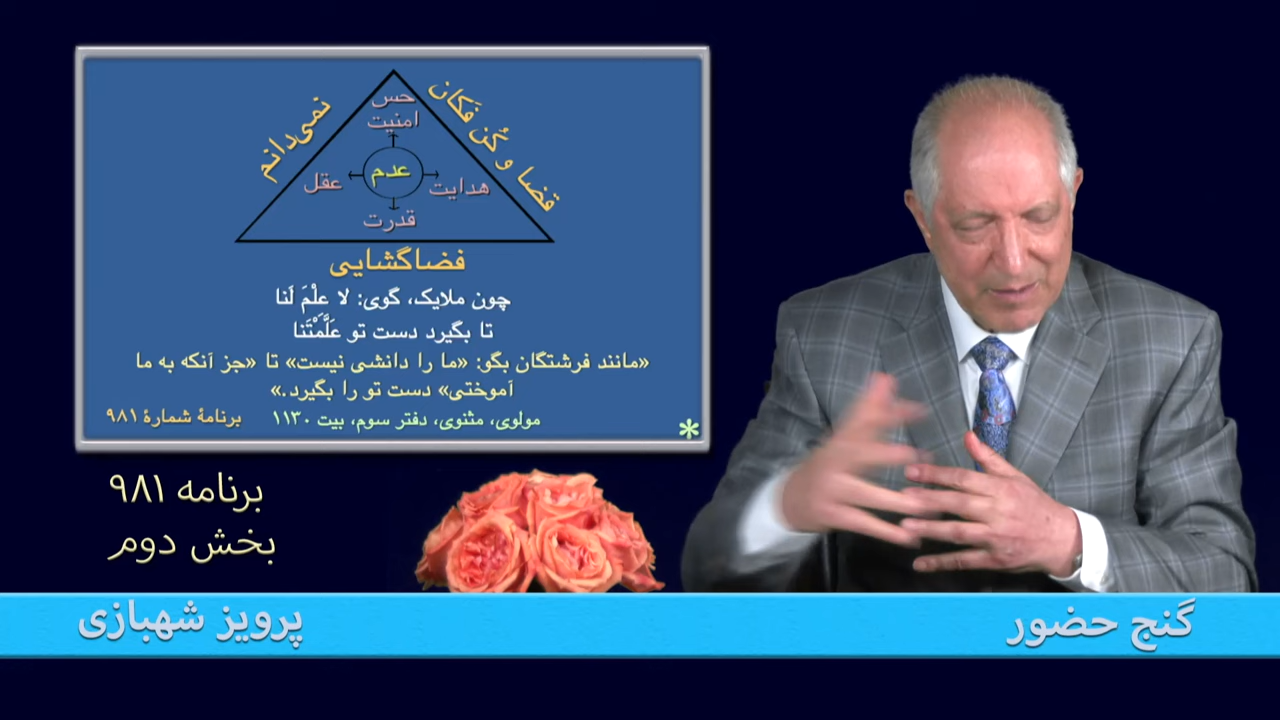 حس
امنیت
عدم
عقل
هدایت
قدرت
نمی‌دانم
قضا و کُن فَکان
فضاگشایی
چون ملایک، گوی: لا عِلْمَ لَنا
تا بگیرد دست تو عَلَّمْتَنا
«مانند فرشتگان بگو: «ما را دانشی نیست» تا «جز آنکه به ما
آموختی» دست تو را بگیرد.»
مولوی، مثنوی، دفتر سوم، بیت ۱۱۳۰
برنامهٔ شمارهٔ ۹۸۱
*
برنامه ۹۸۱
بخش دوم
گنج حضور
پرویز شهبازی